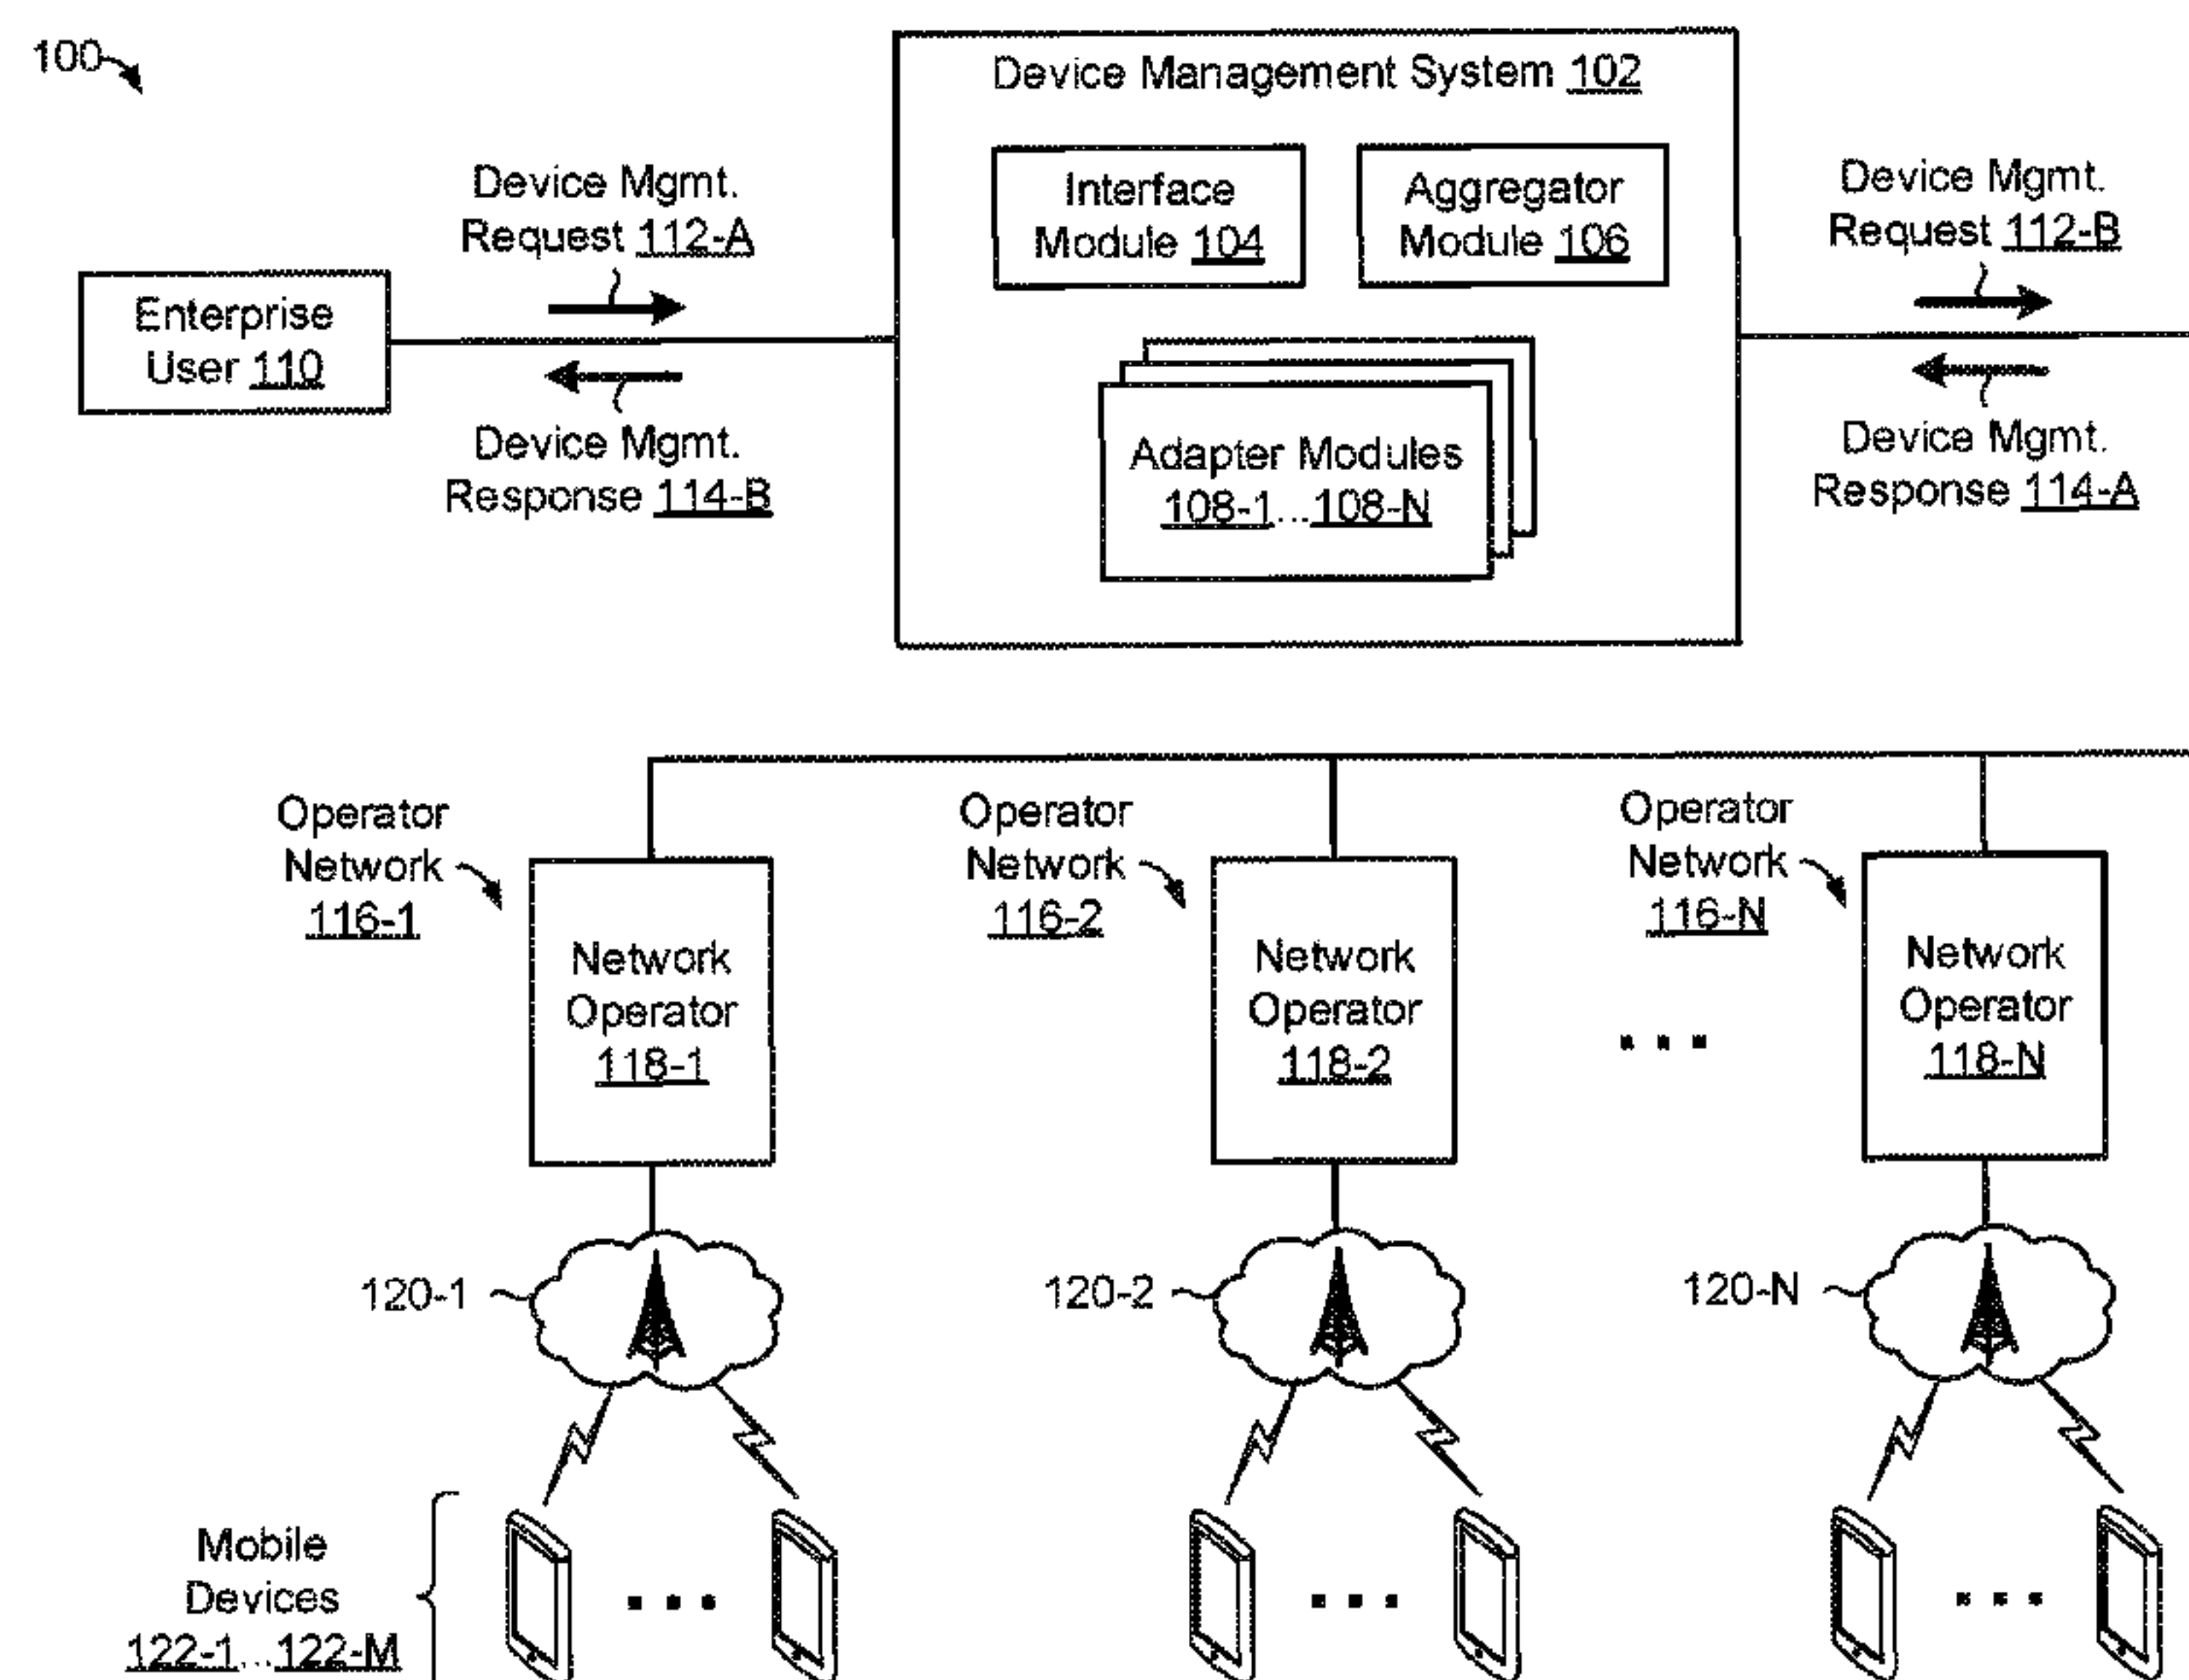 100
Device Management System 102
Device Mgmt.
Request 112-A
Interface
Module 104
Aggregator
Module 106
Device Mgmt.
Request 112-B
Enterprise
User 110
Device Mgmt.
Response 114-B
Adapter Modules
108-1...108-N
Device Mgmt.
Response 114-A
Operator
Network
116-1
Operator
Network
116-2
Operator
Network
116-N
Network
Operator
118-1
Network
Operator
118-2
Network
Operator
118-N
120-1
120-2
120-N
Mobile
Devices
122-1...122-M